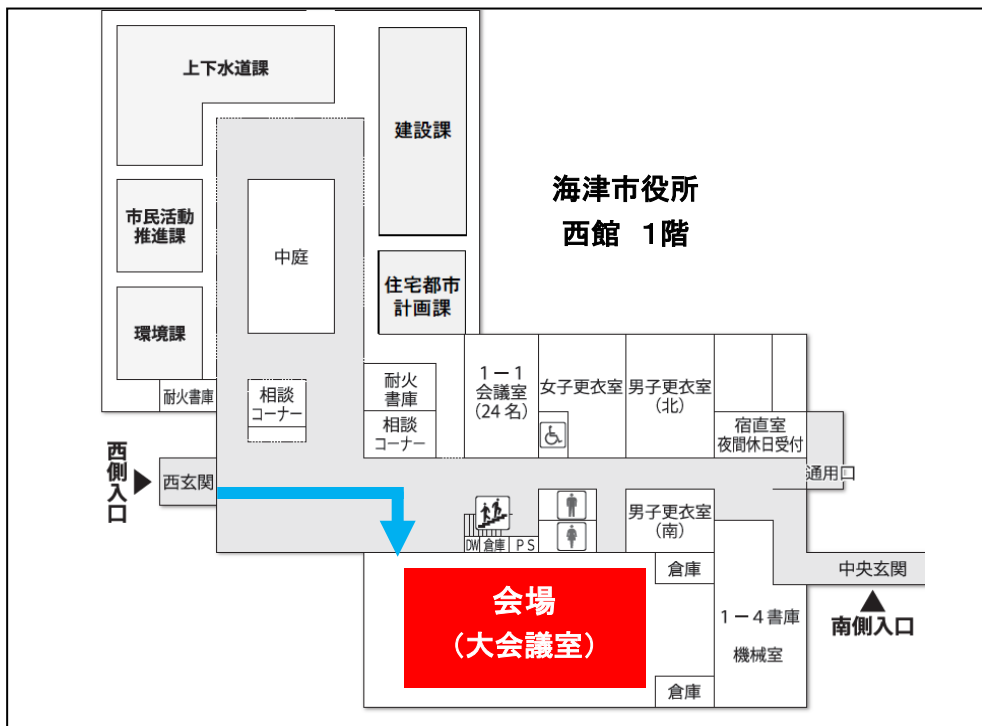 上下水道課
建設課
海津市役所
西館 1階
市民活動
推進課
中庭
住宅都市
計画課
環境課
耐火書庫
相談
コーナー
耐火
書庫
相談
コーナー
1－1
会議室
(24名)
女子更衣室
男子更衣室
(北)
宿直室
夜間休日受付
西側入口
西玄関
通用口
男子更衣室
(南)
DW
倉庫
PS
倉庫
中央玄関
南側入口
会場
(大会議室)
1－4書庫
機械室
倉庫